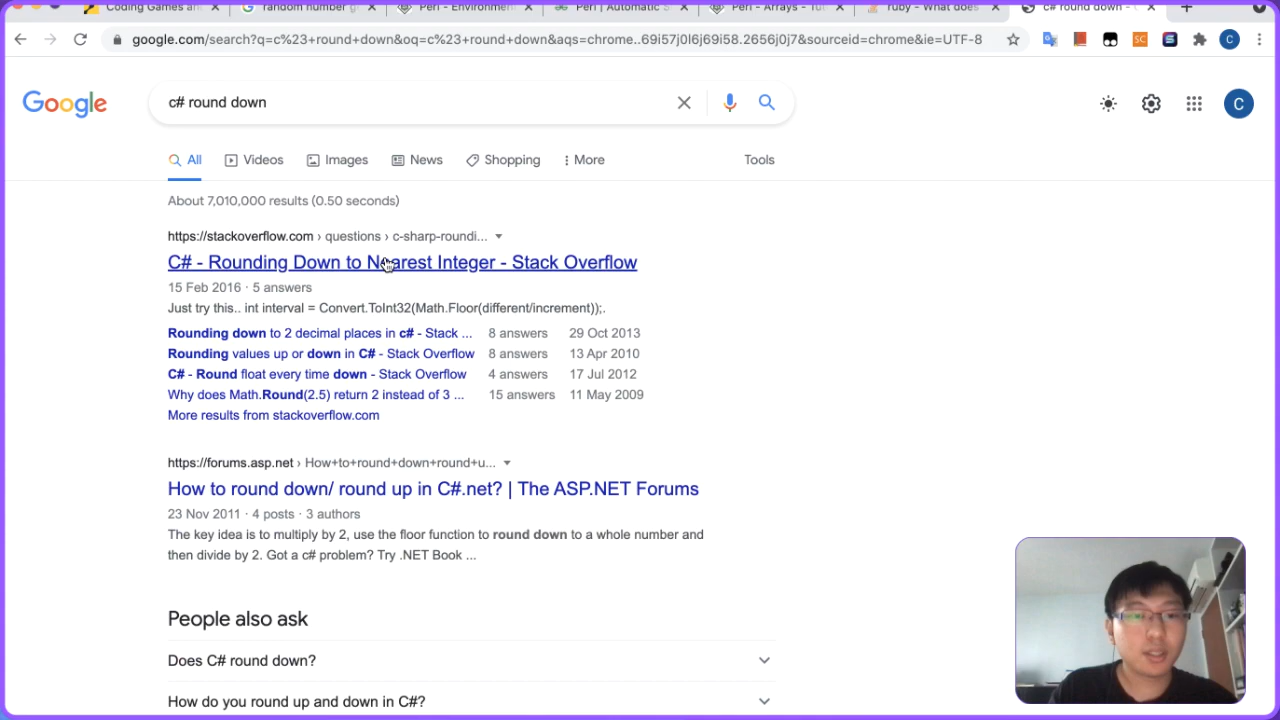 Coding Games an
random number g
Perl - Environmen
Perl | Automatic S
Perl - Arrays - Tut
ruby - What does
c# round down -
google.com/search?q=c%23+round+down&oq=c%23+round+down&aqs=chrome..69i57j0l6j69i58.2656j0j7&sourceid=chrome&ie=UTF-8
SC
S
C
Google
c# round down
C
All
Videos
Images
News
Shopping
More
Tools
About 7,010,000 results (0.50 seconds)
https://stackoverflow.com › questions › c-sharp-roundi...
C# - Rounding Down to Nearest Integer - Stack Overflow
15 Feb 2016 · 5 answers
Just try this.. int interval = Convert.ToInt32(Math.Floor(different/increment));.
Rounding down to 2 decimal places in c# - Stack ... 8 answers 29 Oct 2013
Rounding values up or down in C# - Stack Overflow 8 answers 13 Apr 2010
C# - Round float every time down - Stack Overflow 4 answers 17 Jul 2012
Why does Math.Round(2.5) return 2 instead of 3 ... 15 answers 11 May 2009
More results from stackoverflow.com
https://forums.asp.net › How+to+round+down+round+u...
How to round down/ round up in C#.net? | The ASP.NET Forums
23 Nov 2011 · 4 posts · 3 authors
The key idea is to multiply by 2, use the floor function to round down to a whole number and
then divide by 2. Got a c# problem? Try .NET Book ...
People also ask
Does C# round down?
How do you round up and down in C#?